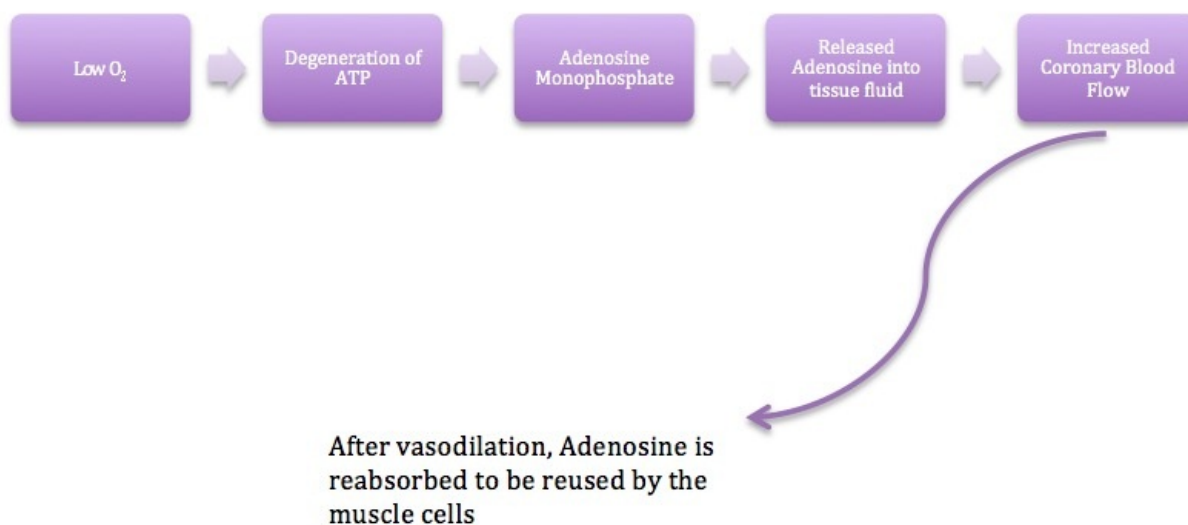 Low O₂
Degeneration of
ATP
Adenosine
Monophosphate
Released
Adenosine into
tissue fluid
Increased
Coronary Blood
Flow
After vasodilation, Adenosine is
reabsorbed to be reused by the
muscle cells